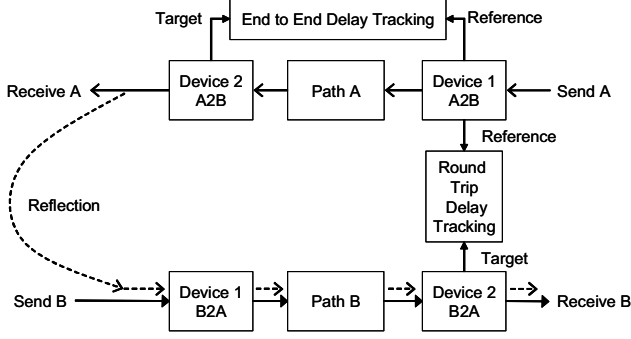 Target
End to End Delay Tracking
Reference
Receive A
Device 2
A2B
Path A
Device 1
A2B
Send A
Reference
Round
Trip
Delay
Tracking
Reflection
Target
Send B
Device 1
B2A
Path B
Device 2
B2A
Receive B